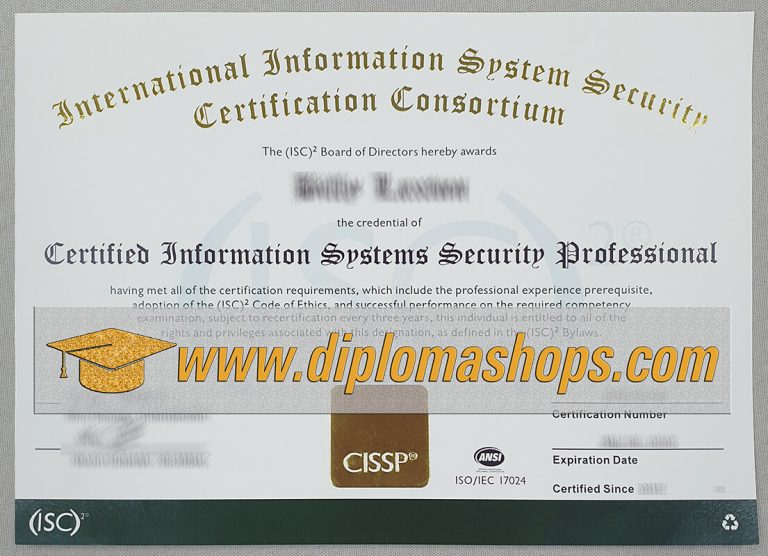 International Information System Security
Certification Consortium
The (ISC)² Board of Directors hereby awards
the credential of
(ISC)²®
Certified Information Systems Security Professional
having met all of the certification requirements, which include the professional experience prerequisite,
adoption of the (ISC)² Code of Ethics, and successful performance on the required competency
examination, subject to recertification every three years, this individual is entitled to all of the
rights and privileges associated with this designation, as defined in the (ISC)² Bylaws.
www.diplomashops.com
Certification Number
CISSP®
ANSI
ISO/IEC 17024
Expiration Date
Certified Since
(ISC)²®